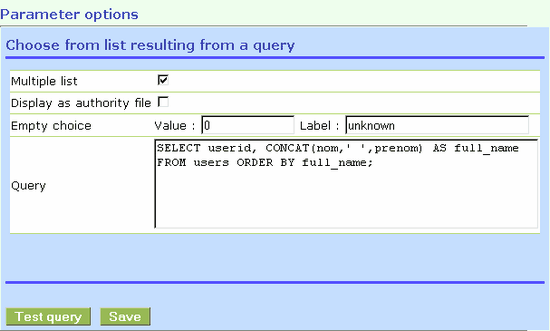 Parameter options
Choose from list resulting from a query
Multiple list
Display as authority file
Empty choice Value : 0 Label : unknown
Query
SELECT userid, CONCAT(nom,' ',prenom) AS full_name
FROM users ORDER BY full_name;
Test query Save